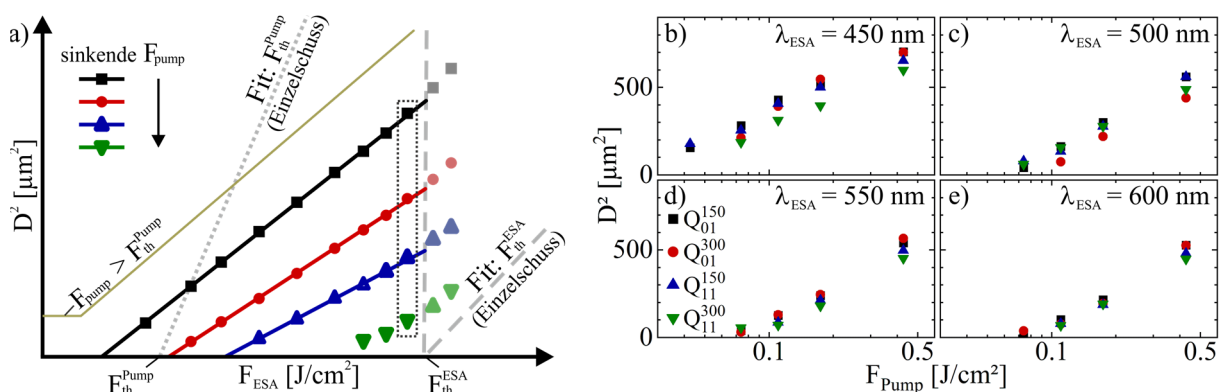 a)
sinkende F_pump
Fit: F_th^Pump
(Einzelschuss)
F_pump > F_th^Pump
Fit: F_th^ESA
(Einzelschuss)
D² [µm²]
F_th^Pump
F_ESA [J/cm²]
F_th^ESA
b) λ_ESA = 450 nm
c) λ_ESA = 500 nm
500
0
D² [µm²]
d) λ_ESA = 550 nm
e) λ_ESA = 600 nm
Q_01^150
Q_01^300
Q_11^150
Q_11^300
500
0
0.1 0.5 0.1 0.5
F_Pump [J/cm²]